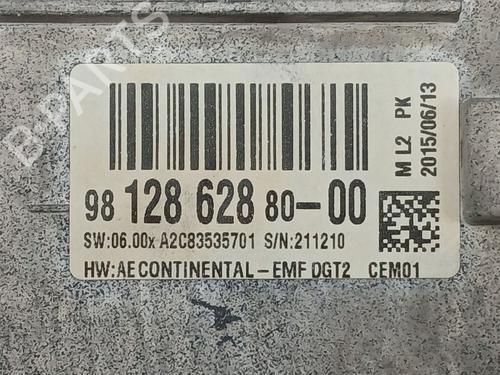 98 128 628 80-00
SW:06.00x A2C83535701 S/N:211210
HW:AE CONTINENTAL-EMF DGT2 CEM01
M L2 PK
2015/06/13
B-PARTS